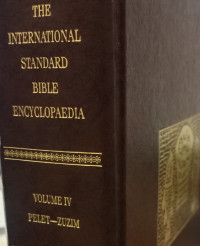 THE
INTERNATIONAL
STANDARD
BIBLE
ENCYCLOPAEDIA
VOLUME IV
PELET—ZUZIM